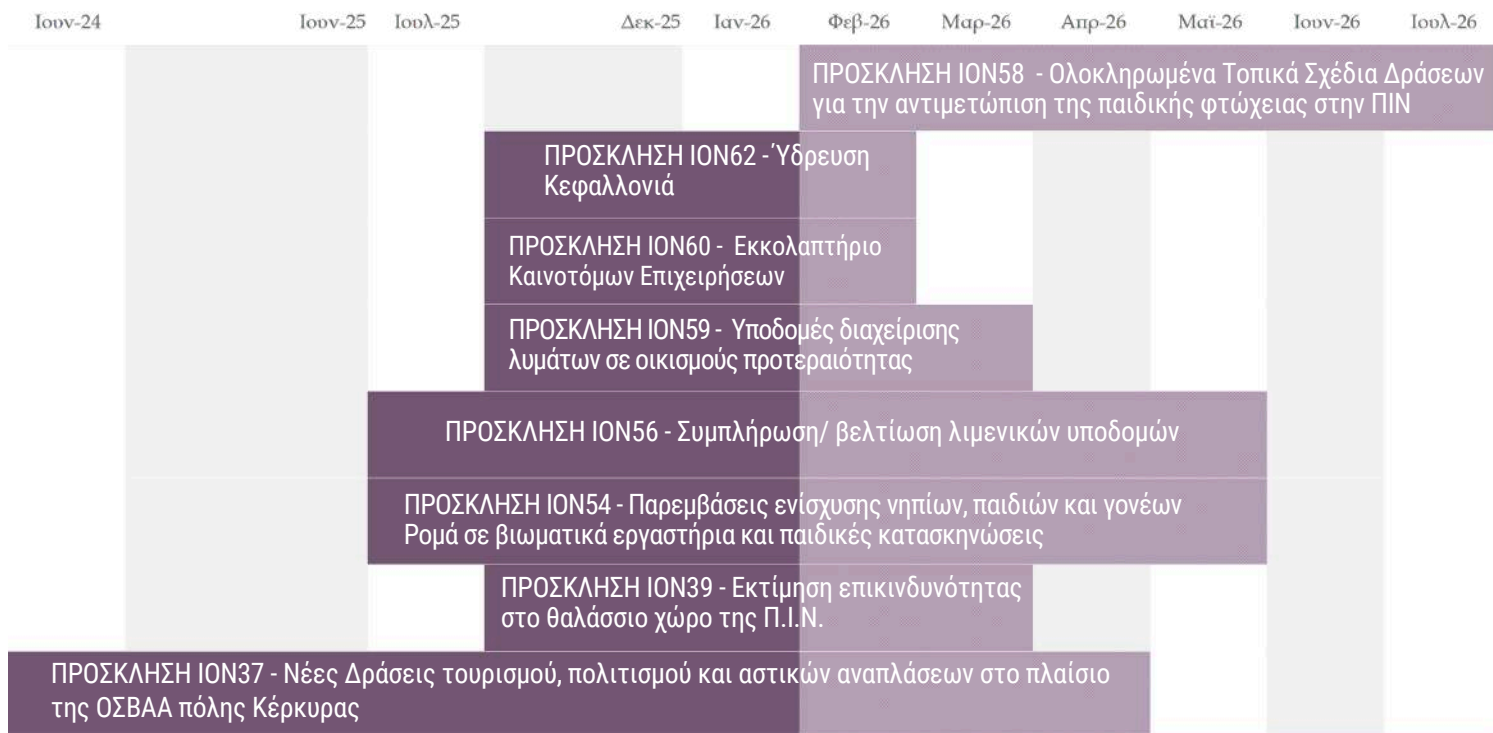 Ιουν-24 Ιουν-25 Ιουλ-25 Δεκ-25 Ιαν-26 Φεβ-26 Μαρ-26 Απρ-26 Μαϊ-26 Ιουν-26 Ιουλ-26
ΠΡΟΣΚΛΗΣΗ ΙΟΝ58 - Ολοκληρωμένα Τοπικά Σχέδια Δράσεων
για την αντιμετώπιση της παιδικής φτώχειας στην ΠΙΝ
ΠΡΟΣΚΛΗΣΗ ΙΟΝ62 - Ύδρευση
Κεφαλλονιά
ΠΡΟΣΚΛΗΣΗ ΙΟΝ60 - Εκκολαπτήριο
Καινοτόμων Επιχειρήσεων
ΠΡΟΣΚΛΗΣΗ ΙΟΝ59 - Υποδομές διαχείρισης
λυμάτων σε οικισμούς προτεραιότητας
ΠΡΟΣΚΛΗΣΗ ΙΟΝ56 - Συμπλήρωση/ βελτίωση λιμενικών υποδομών
ΠΡΟΣΚΛΗΣΗ ΙΟΝ54 - Παρεμβάσεις ενίσχυσης νηπίων, παιδιών και γονέων
Ρομά σε βιωματικά εργαστήρια και παιδικές κατασκηνώσεις
ΠΡΟΣΚΛΗΣΗ ΙΟΝ39 - Εκτίμηση επικινδυνότητας
στο θαλάσσιο χώρο της Π.Ι.Ν.
ΠΡΟΣΚΛΗΣΗ ΙΟΝ37 - Νέες Δράσεις τουρισμού, πολιτισμού και αστικών αναπλάσεων στο πλαίσιο
της ΟΣΒΑΑ πόλης Κέρκυρας